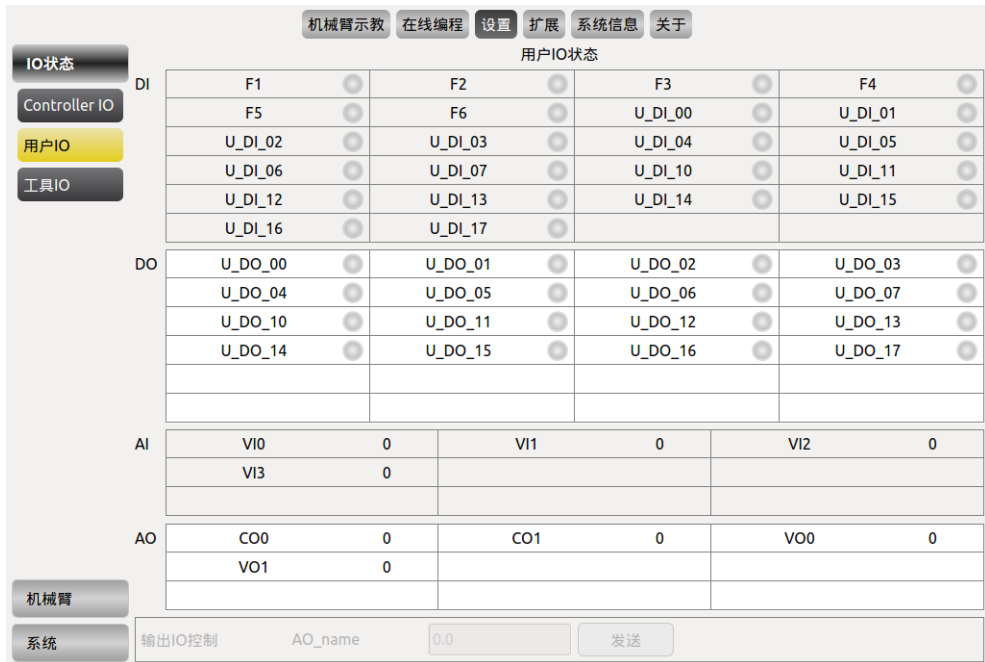 机械臂示教 在线编程 设置 扩展 系统信息 关于
IO状态
Controller IO
用户IO
工具IO
机械臂
系统
用户IO状态
DI
F1 F2 F3 F4
F5 F6 U_DI_00 U_DI_01
U_DI_02 U_DI_03 U_DI_04 U_DI_05
U_DI_06 U_DI_07 U_DI_10 U_DI_11
U_DI_12 U_DI_13 U_DI_14 U_DI_15
U_DI_16 U_DI_17
DO
U_DO_00 U_DO_01 U_DO_02 U_DO_03
U_DO_04 U_DO_05 U_DO_06 U_DO_07
U_DO_10 U_DO_11 U_DO_12 U_DO_13
U_DO_14 U_DO_15 U_DO_16 U_DO_17
AI
VI0 0 VI1 0 VI2 0
VI3 0
AO
CO0 0 CO1 0 VO0 0
VO1 0
输出IO控制 AO_name 0.0 发送